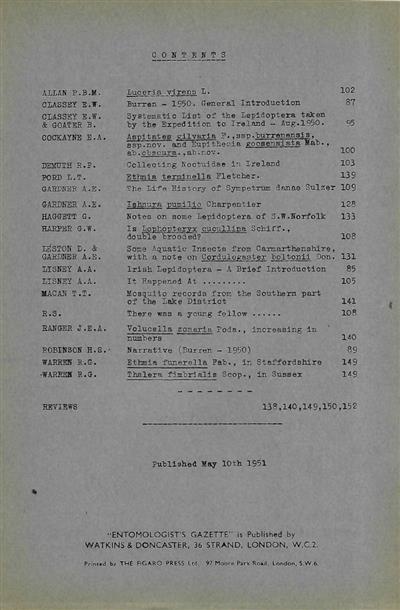 CONTENTS
ALLAN P.B.M. Luceria virens L. 102
CLASSEY E.W. Burren - 1950. General Introduction 87
CLASSEY E.W. Systematic List of the Lepidoptera taken
& GOATER B. by the Expedition to Ireland - Aug.1950. 95
COCKAYNE E.A. Aspitates gilvaria F.,ssp.burrenensis,
ssp.nov. and Eupithecia goossensiata Mab.,
ab.obscura.,ab.nov. 100
DEMUTH R.P. Collecting Noctuidae in Ireland 103
FORD L.T. Ethmia terminella Fletcher. 139
GARDNER A.E. The Life History of Sympetrum danae Sulzer 109
GARDNER A.E. Ishnura pumilio Charpentier 128
HAGGETT G. Notes on some Lepidoptera of S.W.Norfolk 133
HARPER G.W. Is Lophopteryx cucullina Schiff.,
double brooded? 108
LESTON D. & Some Aquatic Insects from Carmarthenshire,
GARDNER A.E. with a note on Cordulegaster boltonii Don. 131
LISNEY A.A. Irish Lepidoptera - A Brief Introduction 85
LISNEY A.A. It Happened At ......... 105
MACAN T.T. Mosquito records from the Southern part
of the Lake District 141
R.S. There was a young fellow ...... 108
RANGER J.E.A. Volucella zonaria Poda., increasing in
numbers 140
ROBINSON H.S. Narrative (Burren - 1950) 89
WARREN R.G. Ethmia funerella Fab., in Staffordshire 149
WARREN R.G. Thalera fimbrialis Scop., in Sussex 149
REVIEWS 138,140,149,150,152
Published May 10th 1951
"ENTOMOLOGIST'S GAZETTE" is Published by
WATKINS & DONCASTER, 36 STRAND, LONDON, W.C.2.
Printed by THE FIGARO PRESS Ltd. 97 Moore Park Road, London, S.W.6.